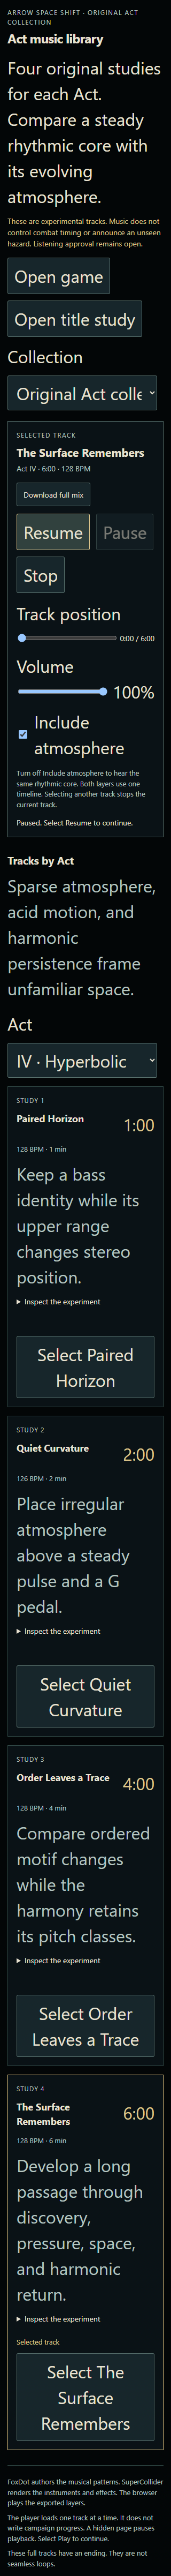 ARROW SPACE SHIFT · ORIGINAL ACT
COLLECTION
Act music library
Four original studies
for each Act.
Compare a steady
rhythmic core with
its evolving
atmosphere.
These are experimental tracks. Music does not
control combat timing or announce an unseen
hazard. Listening approval remains open.
Open game
Open title study
Collection
Original Act colle
SELECTED TRACK
The Surface Remembers
Act IV · 6:00 · 128 BPM
Download full mix
Resume
Pause
Stop
Track position
0:00 / 6:00
Volume
100%
Include
atmosphere
Turn off Include atmosphere to hear the
same rhythmic core. Both layers use one
timeline. Selecting another track stops the
current track.
Paused. Select Resume to continue.
Tracks by Act
Sparse atmosphere,
acid motion, and
harmonic
persistence frame
unfamiliar space.
Act
IV · Hyperbolic
STUDY 1
Paired Horizon
1:00
128 BPM · 1 min
Keep a bass
identity while its
upper range
changes stereo
position.
Inspect the experiment
Select Paired
Horizon
STUDY 2
Quiet Curvature
2:00
126 BPM · 2 min
Place irregular
atmosphere
above a steady
pulse and a G
pedal.
Inspect the experiment
Select Quiet
Curvature
STUDY 3
Order Leaves a Trace
4:00
128 BPM · 4 min
Compare ordered
motif changes
while the
harmony retains
its pitch classes.
Inspect the experiment
Select Order
Leaves a Trace
STUDY 4
The Surface
Remembers
6:00
128 BPM · 6 min
Develop a long
passage through
discovery,
pressure, space,
and harmonic
return.
Inspect the experiment
Selected track
Select The
Surface
Remembers
FoxDot authors the musical patterns. SuperCollider
renders the instruments and effects. The browser
plays the exported layers.
The player loads one track at a time. It does not
write campaign progress. A hidden page pauses
playback. Select Play to continue.
These full tracks have an ending. They are not
seamless loops.